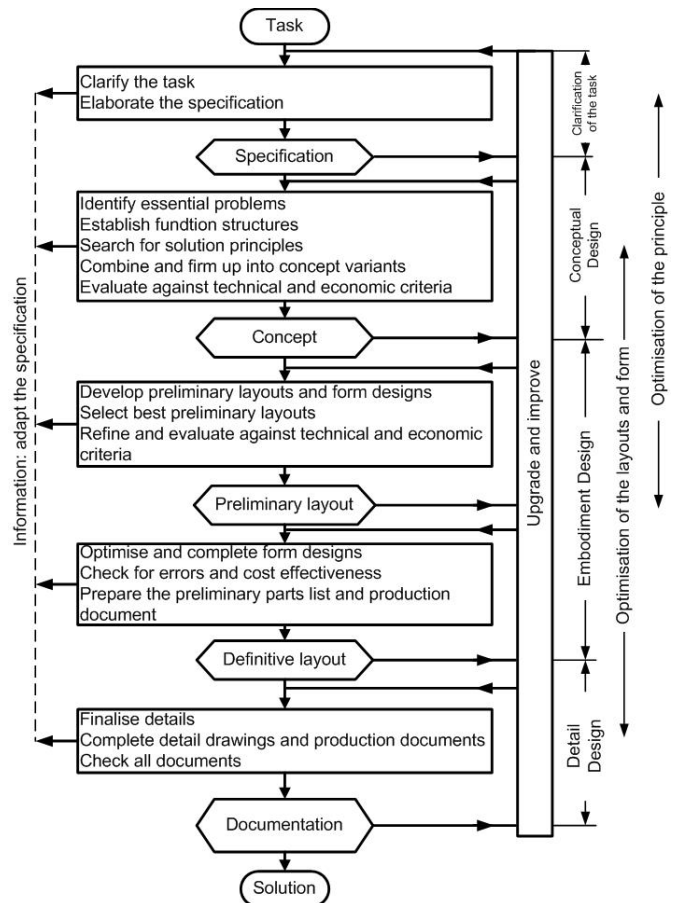 Task
Clarify the task
Elaborate the specification
Specification
Identify essential problems
Establish fundtion structures
Search for solution principles
Combine and firm up into concept variants
Evaluate against technical and economic criteria
Concept
Develop preliminary layouts and form designs
Select best preliminary layouts
Refine and evaluate against technical and economic
criteria
Preliminary layout
Optimise and complete form designs
Check for errors and cost effectiveness
Prepare the preliminary parts list and production
document
Definitive layout
Finalise details
Complete detail drawings and production documents
Check all documents
Documentation
Solution
Information: adapt the specification
Upgrade and improve
Clarification
of the task
Conceptual
Design
Embodiment Design
Detail
Design
Optimisation of the layouts and form
Optimisation of the principle